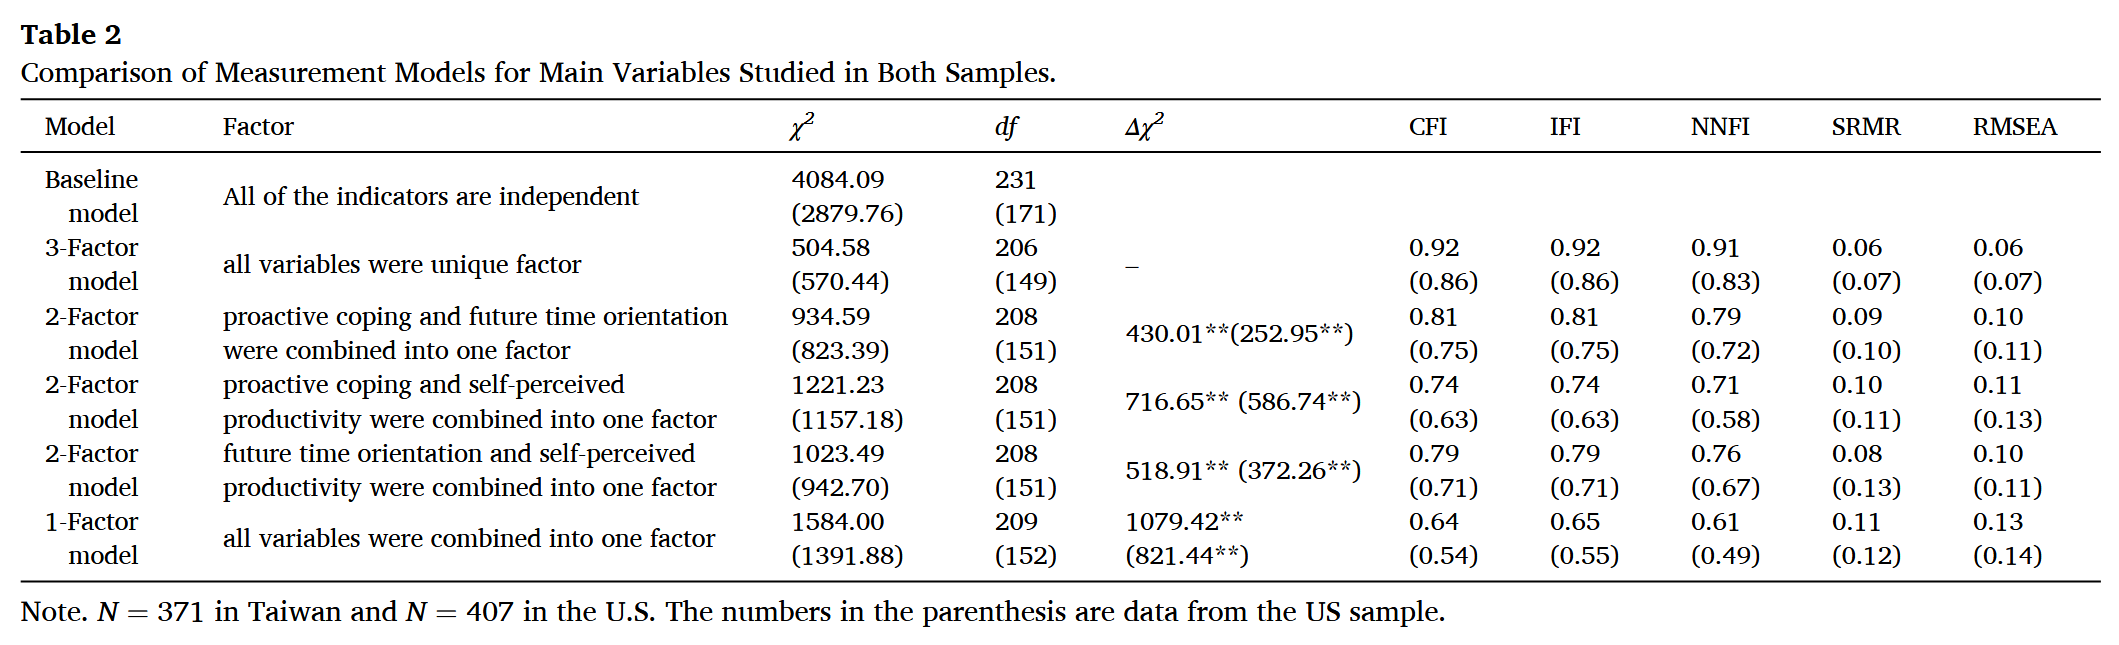 Table 2
Comparison of Measurement Models for Main Variables Studied in Both Samples.
Model Factor χ² df Δχ² CFI IFI NNFI SRMR RMSEA
Baseline 4084.09 231
All of the indicators are independent
model (2879.76) (171)
3-Factor 504.58 206 0.92 0.92 0.91 0.06 0.06
all variables were unique factor –
model (570.44) (149) (0.86) (0.86) (0.83) (0.07) (0.07)
2-Factor proactive coping and future time orientation 934.59 208 0.81 0.81 0.79 0.09 0.10
430.01**(252.95**)
model were combined into one factor (823.39) (151) (0.75) (0.75) (0.72) (0.10) (0.11)
2-Factor proactive coping and self-perceived 1221.23 208 0.74 0.74 0.71 0.10 0.11
716.65** (586.74**)
model productivity were combined into one factor (1157.18) (151) (0.63) (0.63) (0.58) (0.11) (0.13)
2-Factor future time orientation and self-perceived 1023.49 208 0.79 0.79 0.76 0.08 0.10
518.91** (372.26**)
model productivity were combined into one factor (942.70) (151) (0.71) (0.71) (0.67) (0.13) (0.11)
1-Factor 1584.00 209 1079.42** 0.64 0.65 0.61 0.11 0.13
all variables were combined into one factor
model (1391.88) (152) (821.44**) (0.54) (0.55) (0.49) (0.12) (0.14)
Note. N = 371 in Taiwan and N = 407 in the U.S. The numbers in the parenthesis are data from the US sample.